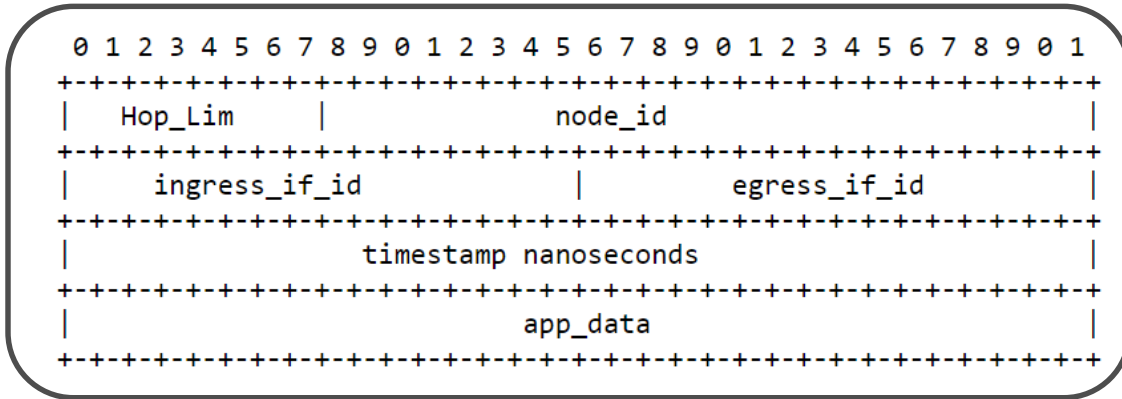 0 1 2 3 4 5 6 7 8 9 0 1 2 3 4 5 6 7 8 9 0 1 2 3 4 5 6 7 8 9 0 1
+-+-+-+-+-+-+-+-+-+-+-+-+-+-+-+-+-+-+-+-+-+-+-+-+-+-+-+-+-+-+-+-+
| Hop_Lim | node_id |
+-+-+-+-+-+-+-+-+-+-+-+-+-+-+-+-+-+-+-+-+-+-+-+-+-+-+-+-+-+-+-+-+
| ingress_if_id | egress_if_id |
+-+-+-+-+-+-+-+-+-+-+-+-+-+-+-+-+-+-+-+-+-+-+-+-+-+-+-+-+-+-+-+-+
| timestamp nanoseconds |
+-+-+-+-+-+-+-+-+-+-+-+-+-+-+-+-+-+-+-+-+-+-+-+-+-+-+-+-+-+-+-+-+
| app_data |
+-+-+-+-+-+-+-+-+-+-+-+-+-+-+-+-+-+-+-+-+-+-+-+-+-+-+-+-+-+-+-+-+